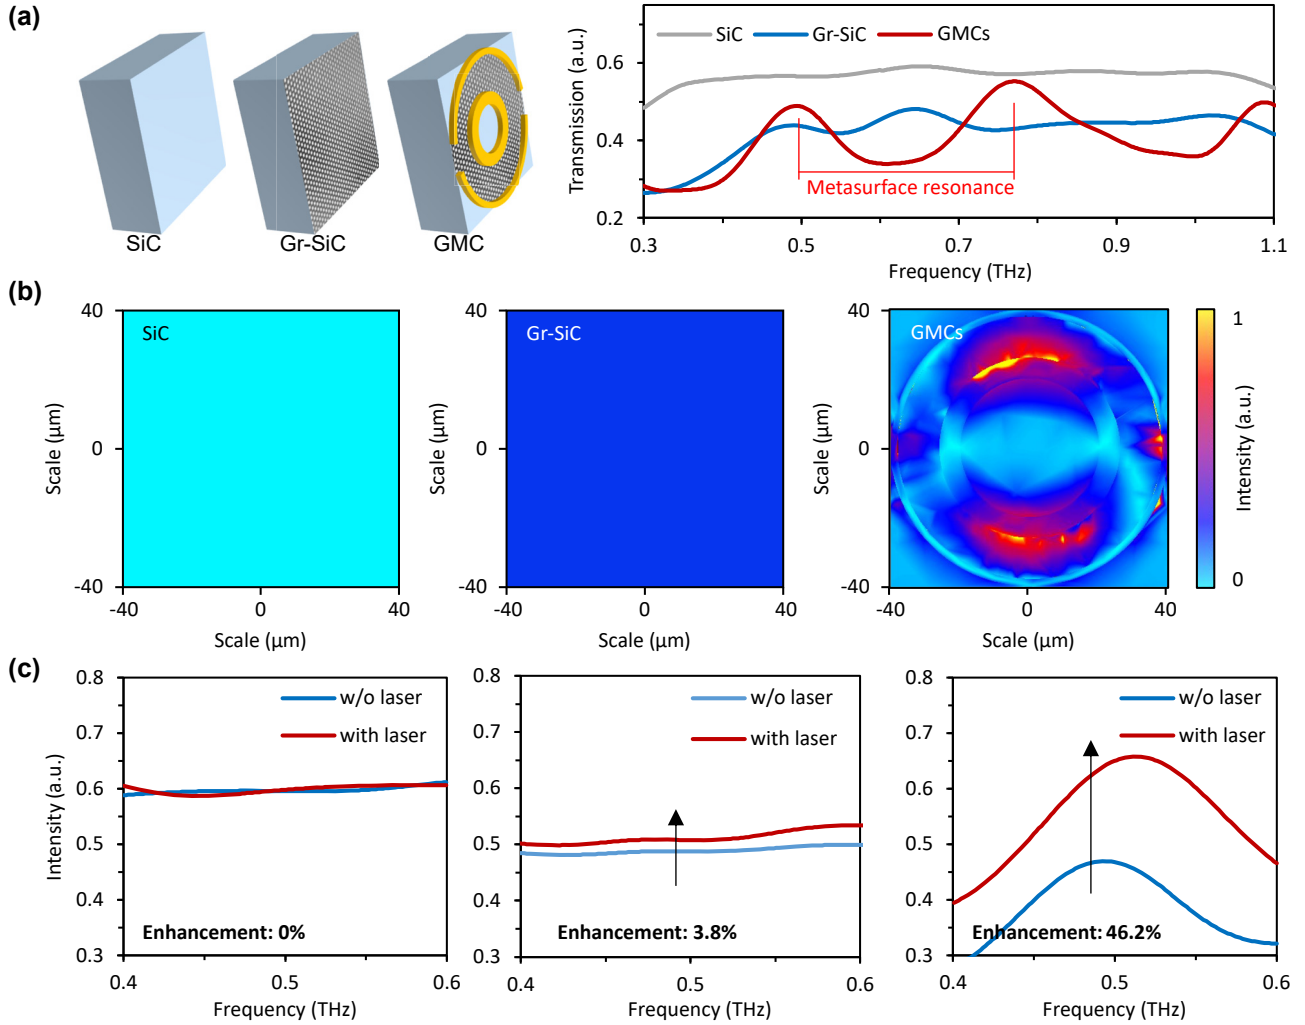 (a)
SiC
Gr-SiC
GMC
Transmission (a.u.)
0.6
0.4
0.2
SiC
Gr-SiC
GMCs
Metasurface resonance
0.3
0.5
0.7
0.9
1.1
Frequency (THz)
(b)
Scale (μm)
40
0
-40
SiC
-40
0
40
Scale (μm)
Scale (μm)
40
0
-40
Gr-SiC
-40
0
40
Scale (μm)
Scale (μm)
40
0
-40
GMCs
-40
0
40
Scale (μm)
1
0
Intensity (a.u.)
(c)
Intensity (a.u.)
0.8
0.7
0.6
0.5
0.4
0.3
w/o laser
with laser
Enhancement: 0%
0.4
0.5
0.6
Frequency (THz)
0.8
0.7
0.6
0.5
0.4
0.3
w/o laser
with laser
Enhancement: 3.8%
0.4
0.5
0.6
Frequency (THz)
0.8
0.7
0.6
0.5
0.4
0.3
w/o laser
with laser
Enhancement: 46.2%
0.4
0.5
0.6
Frequency (THz)